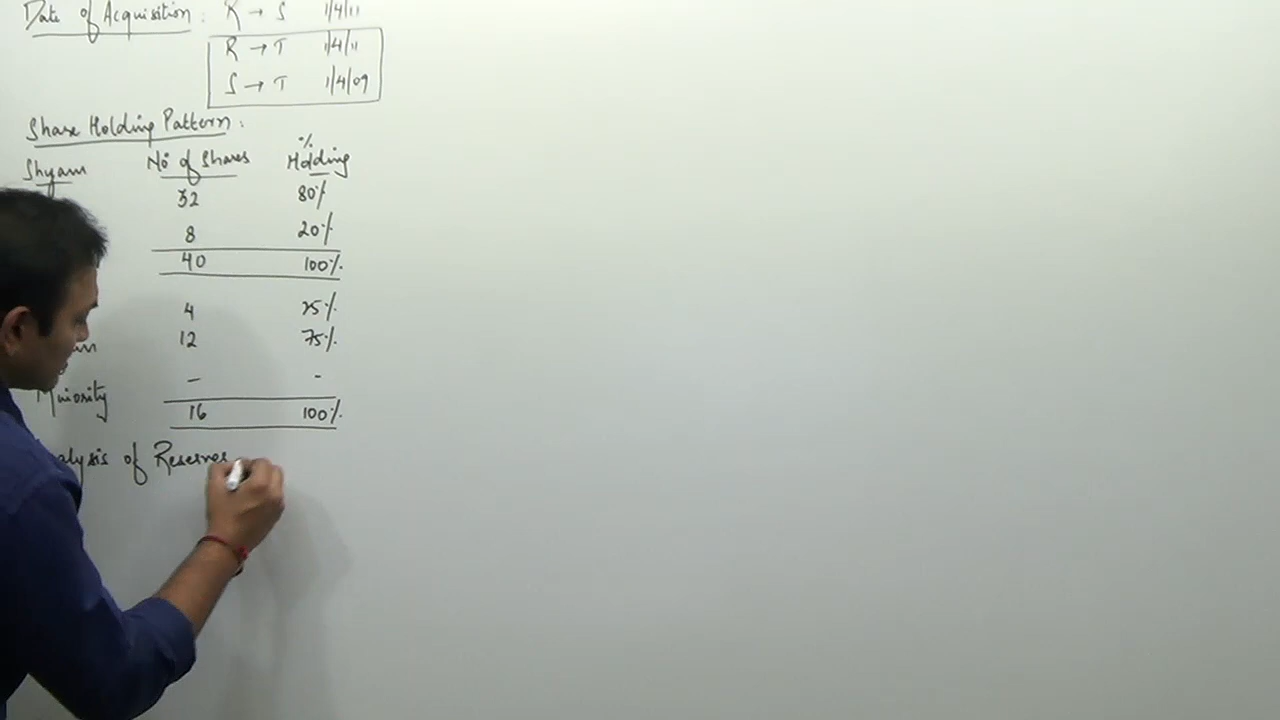 Date of Acquisition: R → S 1/4/11
R → T 1/4/11
S → T 1/4/09
Share Holding Pattern:
Shyam No of Shares % Holding
32 80%
8 20%
40 100%
4 25%
12 75%
Minority - -
16 100%
of Reserves